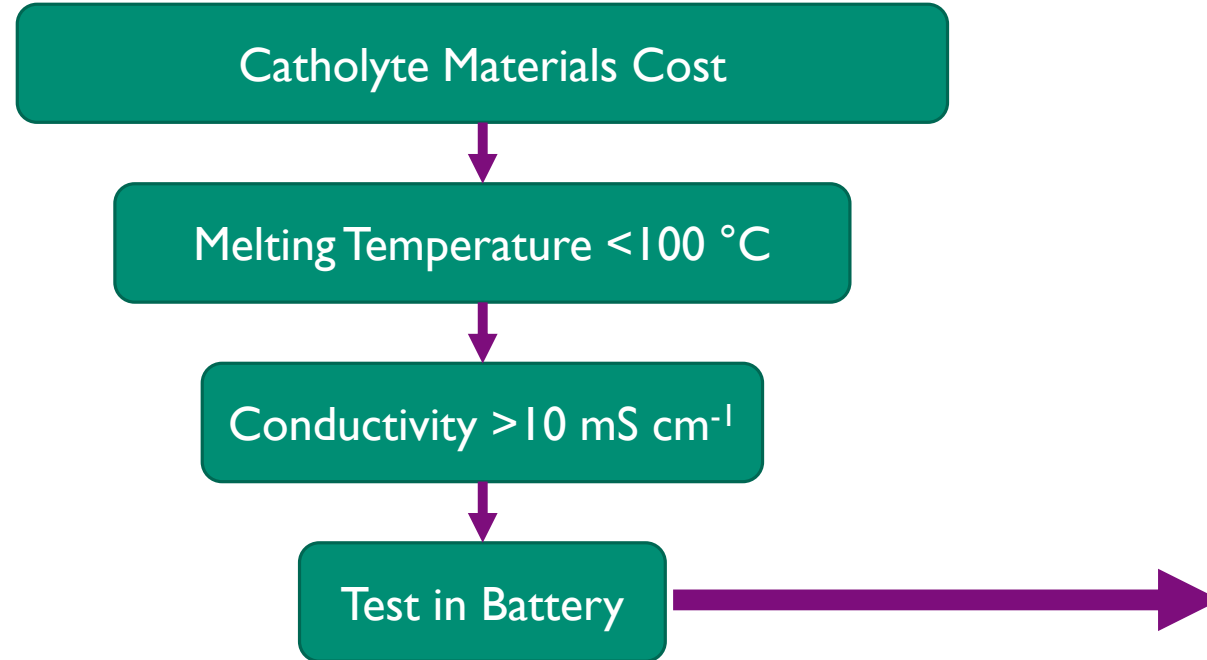 Catholyte Materials Cost
Melting Temperature <100 °C
Conductivity >10 mS cm⁻¹
Test in Battery